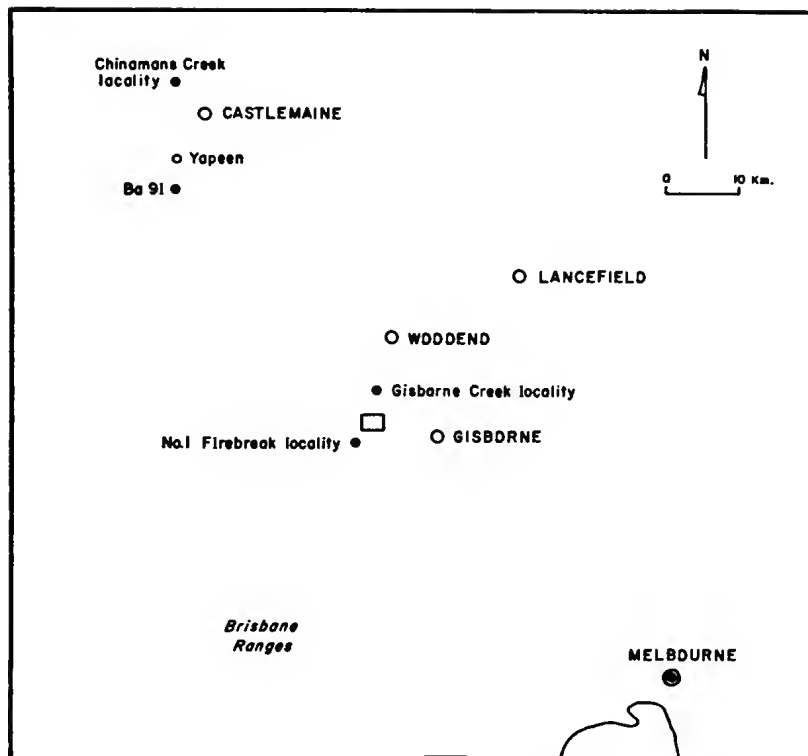 Chinamans Creek
locality
CASTLEMAINE
N
Yapeen
Ba 91
0 10 Km.
LANCEFIELD
WOODEND
Gisborne Creek locality
No.1 Firebreak locality
GISBORNE
Brisbane
Ranges
MELBOURNE